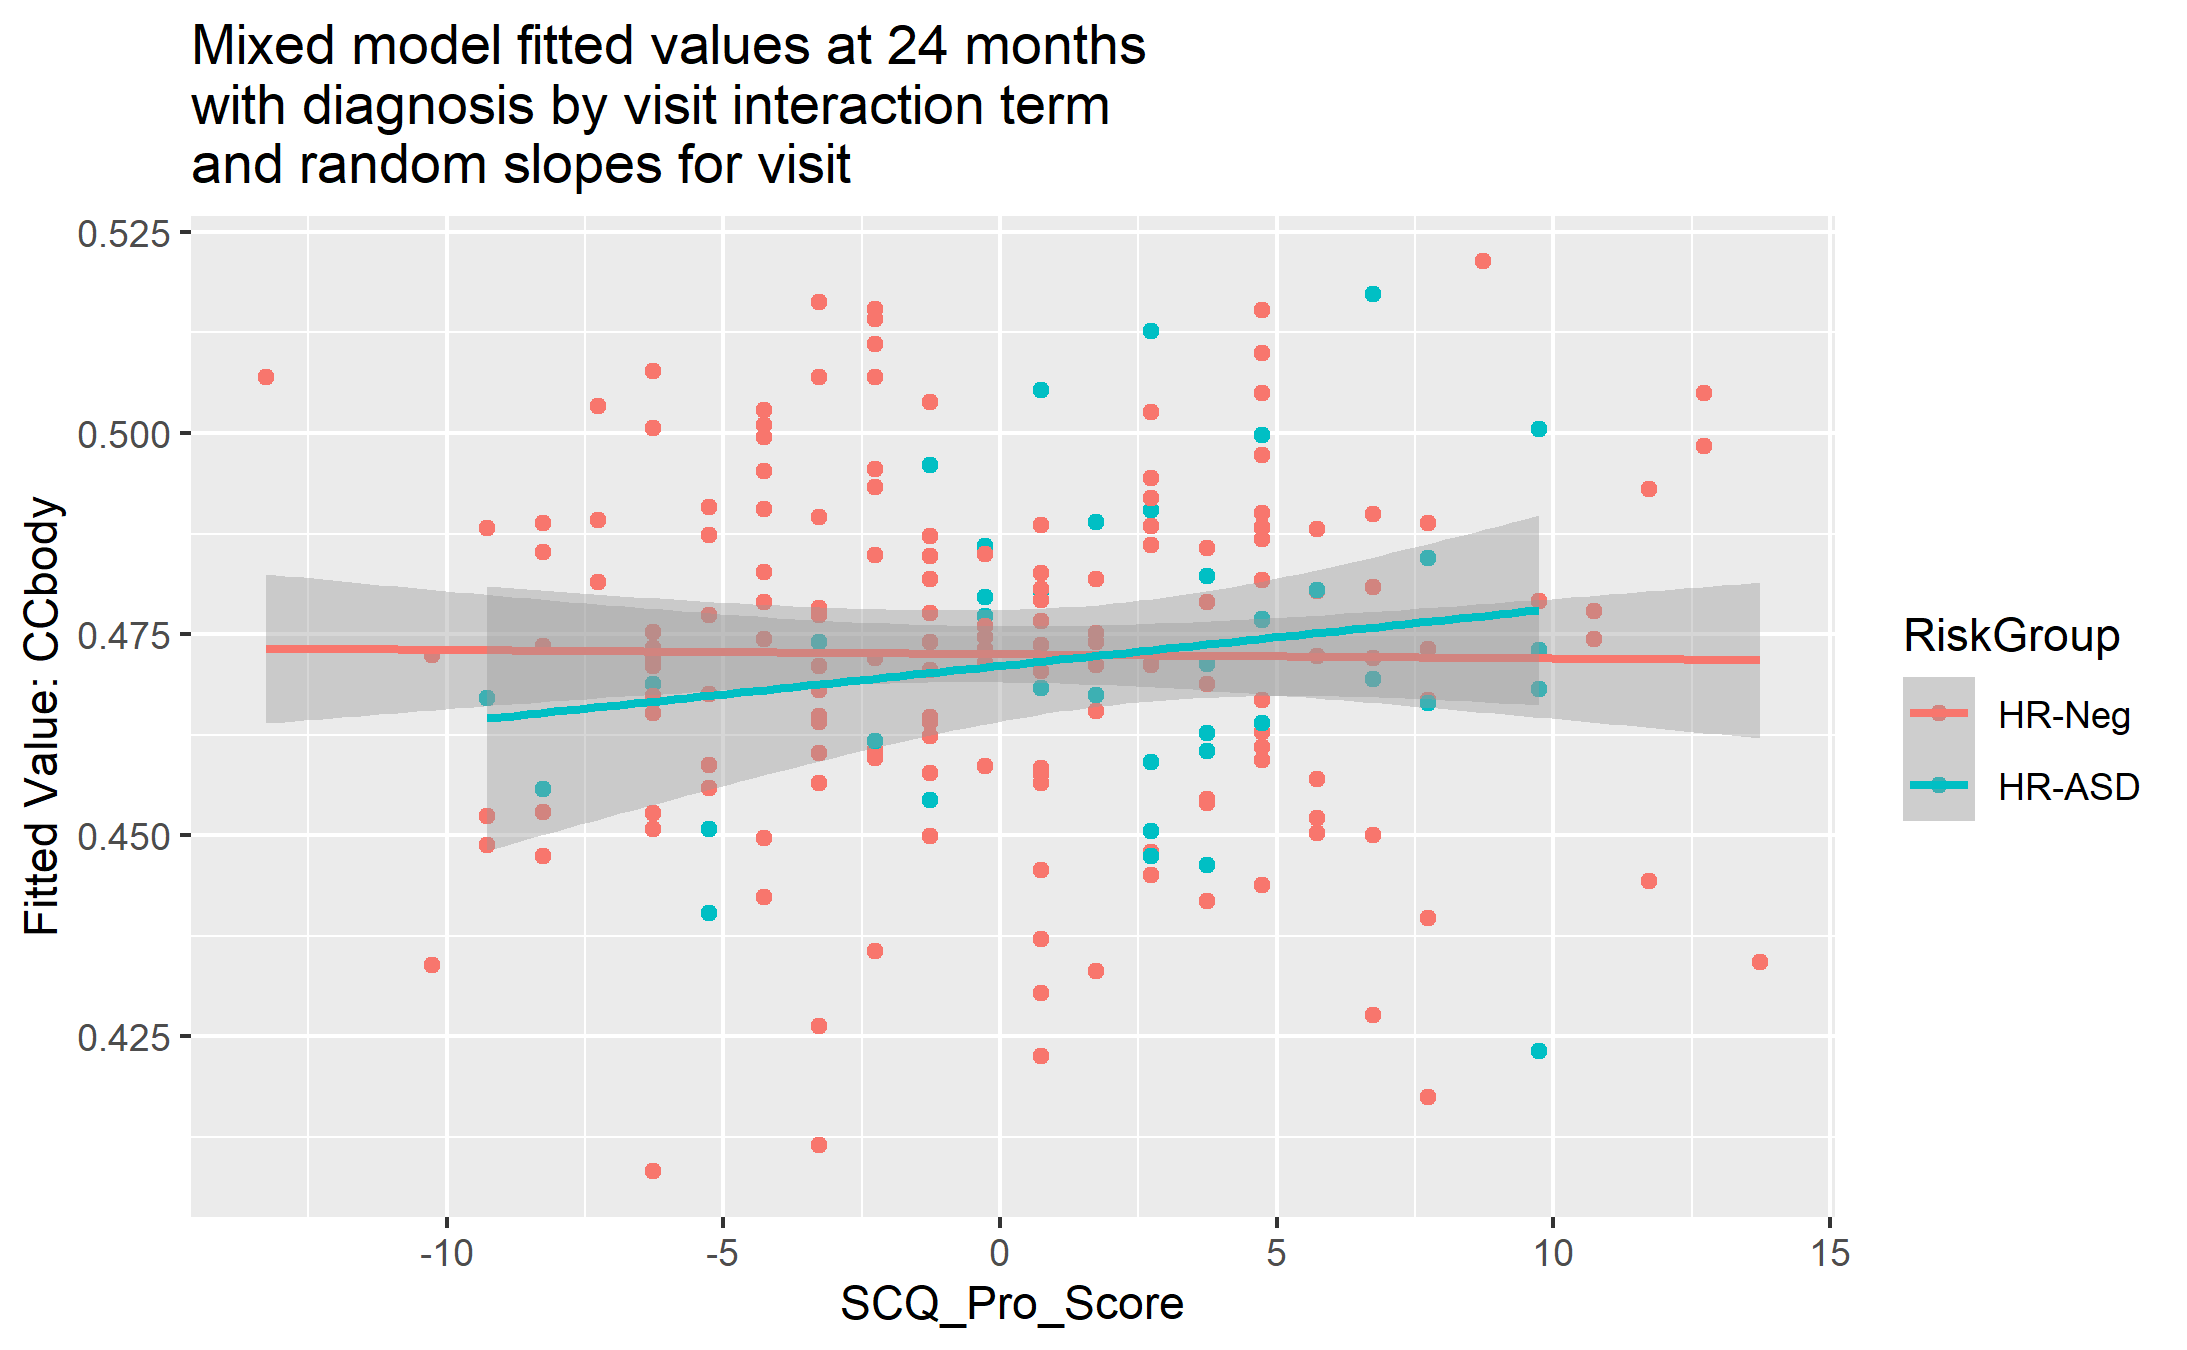 Mixed model fitted values at 24 months
with diagnosis by visit interaction term
and random slopes for visit
0.525
0.500
0.475
0.450
0.425
Fitted Value: CCbody
-10
-5
0
5
10
15
SCQ_Pro_Score
RiskGroup
HR-Neg
HR-ASD